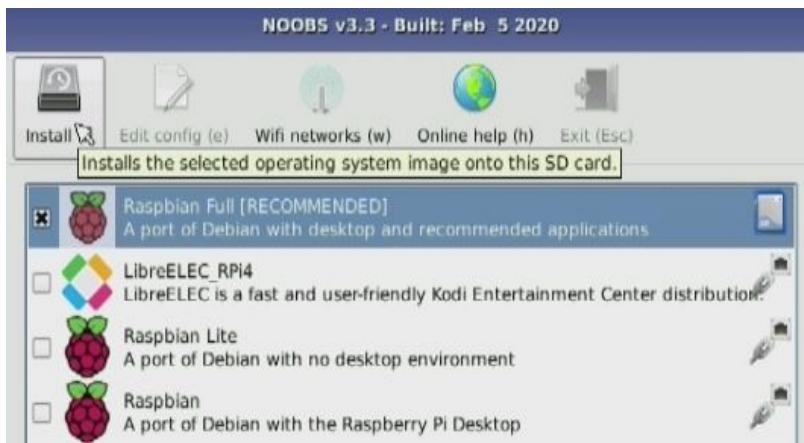 NOOBS v3.3 - Built: Feb 5 2020
Install Edit config (e) Wifi networks (w) Online help (h) Exit (Esc)
Installs the selected operating system image onto this SD card.
Raspbian Full [RECOMMENDED]
A port of Debian with desktop and recommended applications
LibreELEC_RPi4
LibreELEC is a fast and user-friendly Kodi Entertainment Center distribution.
Raspbian Lite
A port of Debian with no desktop environment
Raspbian
A port of Debian with the Raspberry Pi Desktop